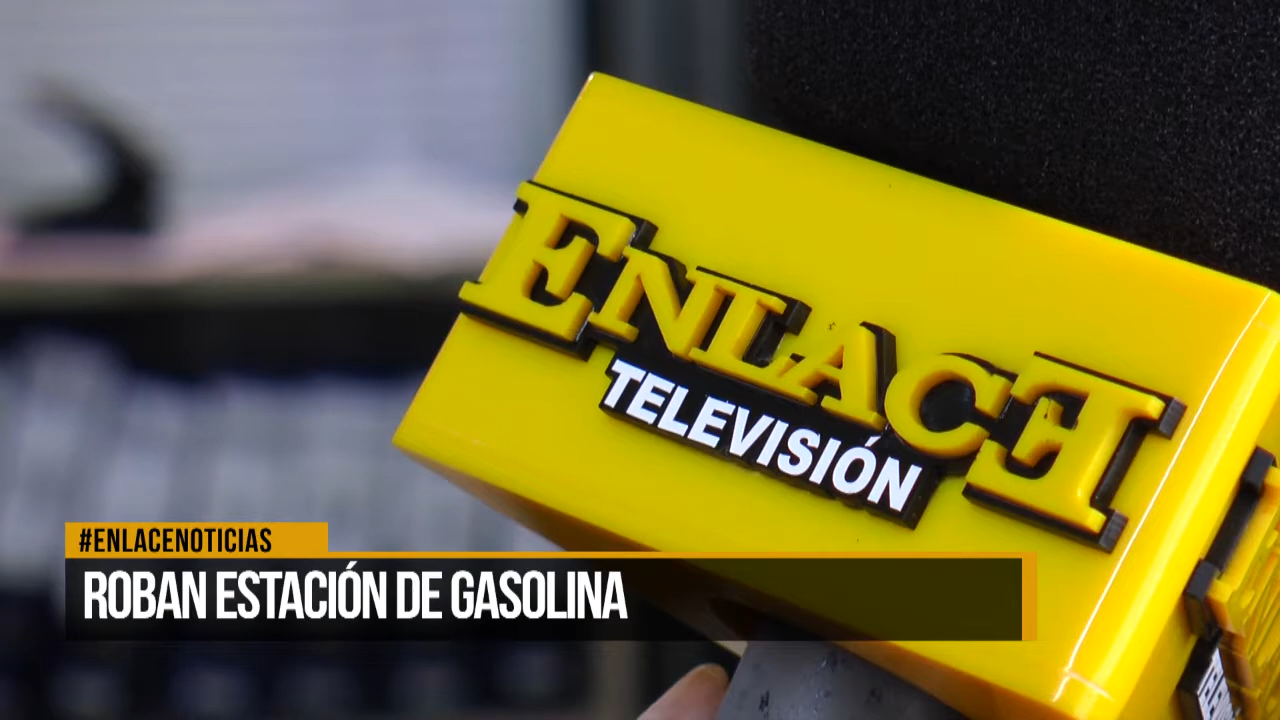 ENLACE
TELEVISIÓN
#ENLACENOTICIAS
ROBAN ESTACIÓN DE GASOLINA